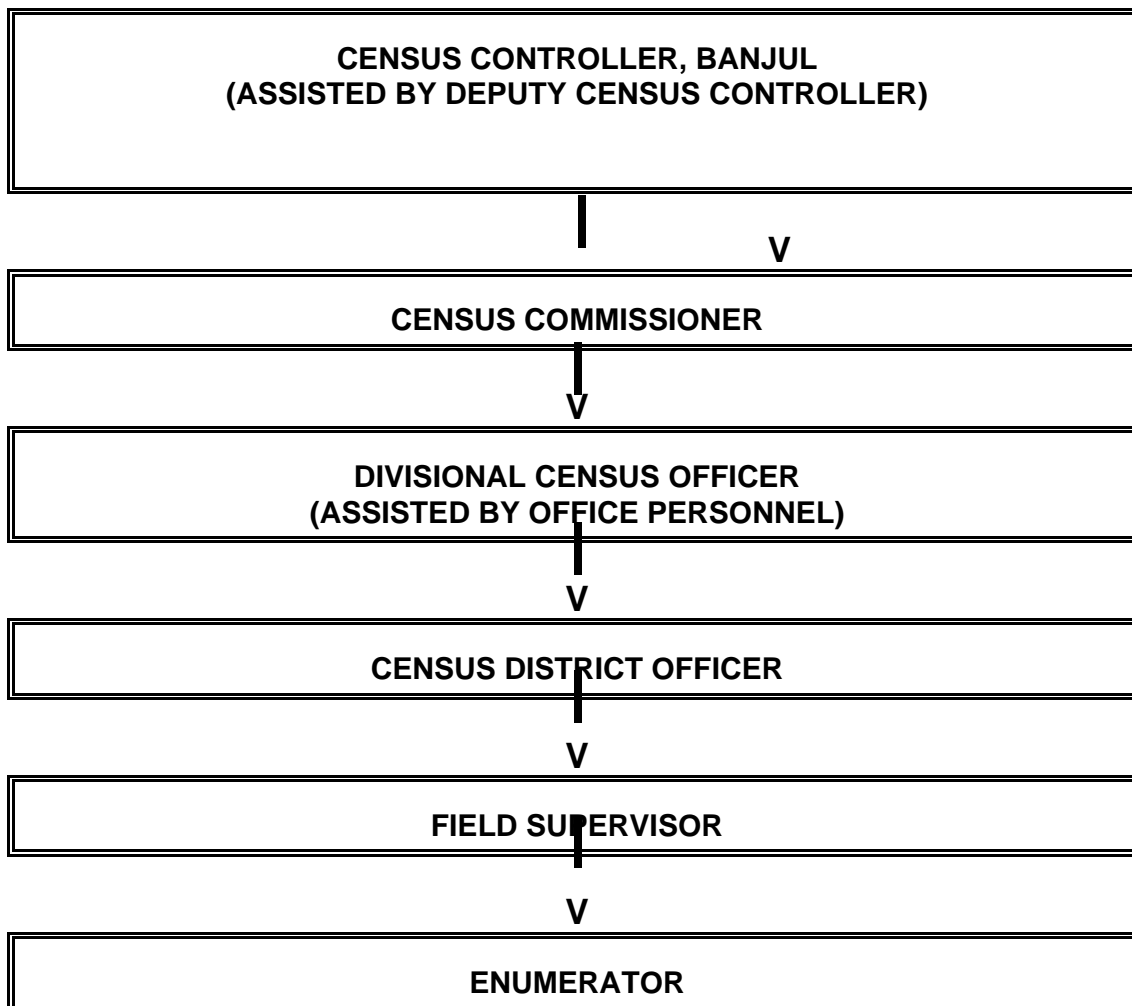 CENSUS CONTROLLER, BANJUL
(ASSISTED BY DEPUTY CENSUS CONTROLLER)
V
CENSUS COMMISSIONER
V
DIVISIONAL CENSUS OFFICER
(ASSISTED BY OFFICE PERSONNEL)
V
CENSUS DISTRICT OFFICER
V
FIELD SUPERVISOR
V
ENUMERATOR